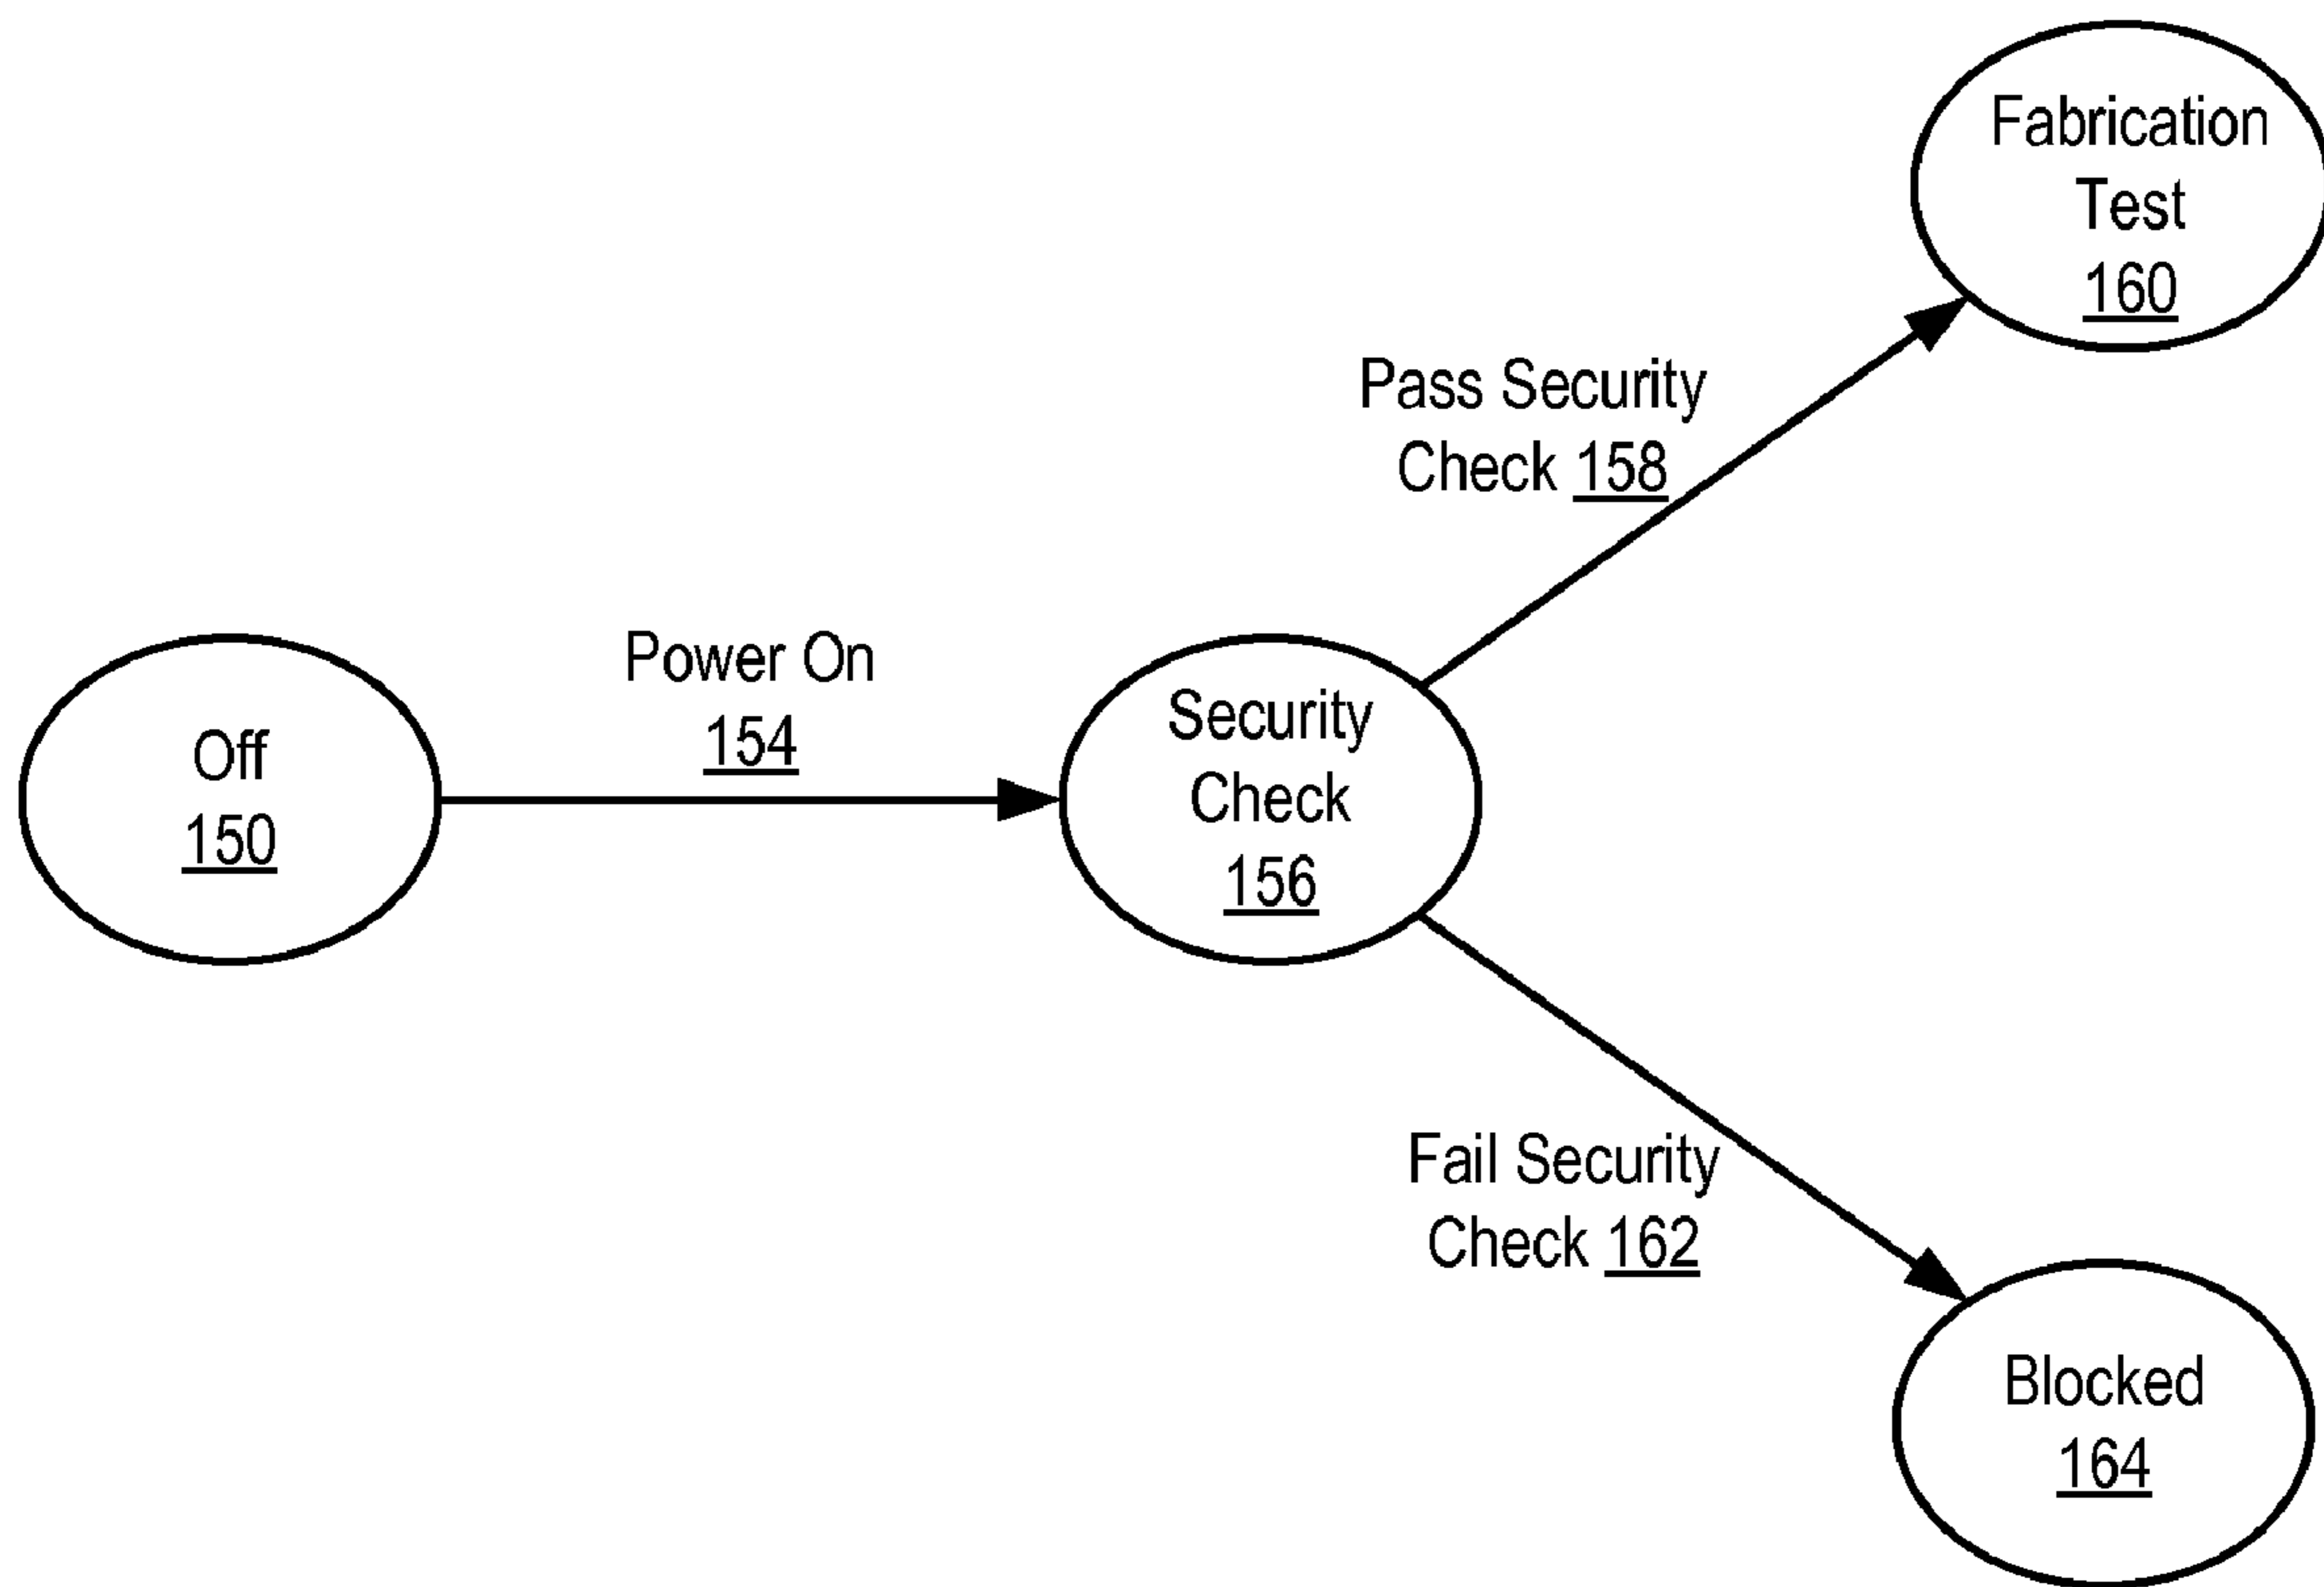 Off
150
Power On
154
Security
Check
156
Pass Security
Check 158
Fabrication
Test
160
Fail Security
Check 162
Blocked
164